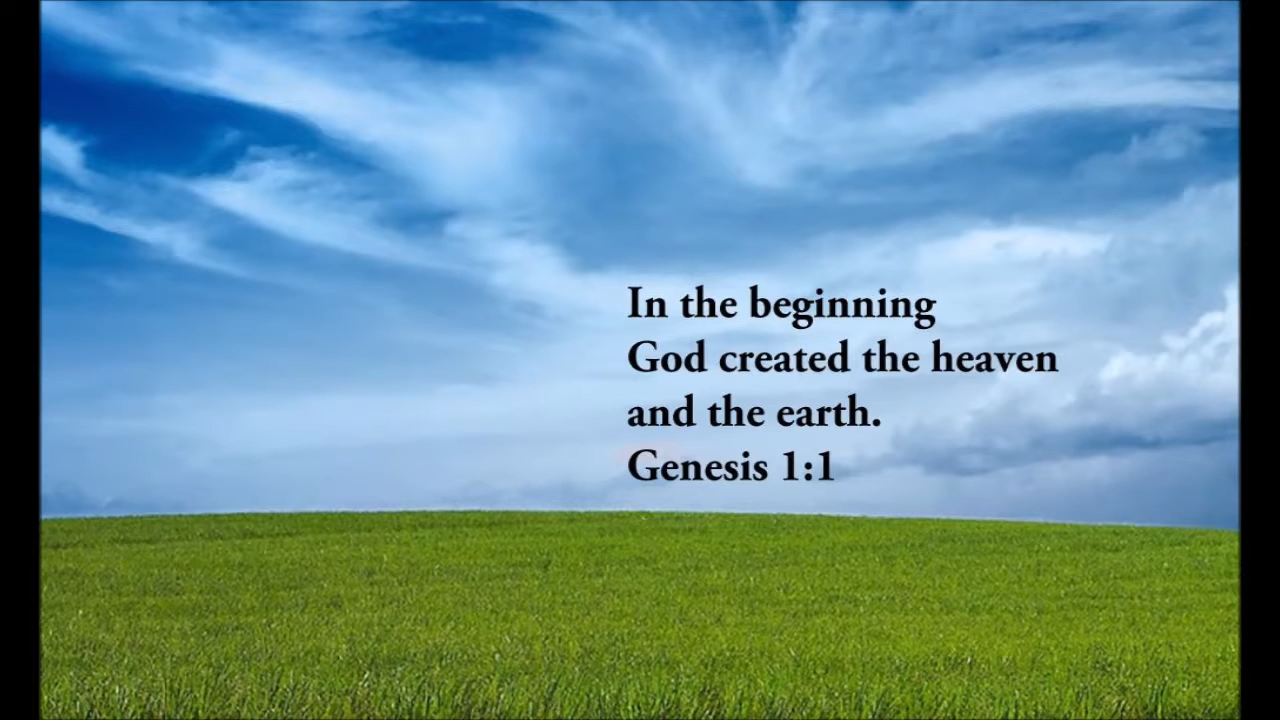 In the beginning
God created the heaven
and the earth.
Genesis 1:1